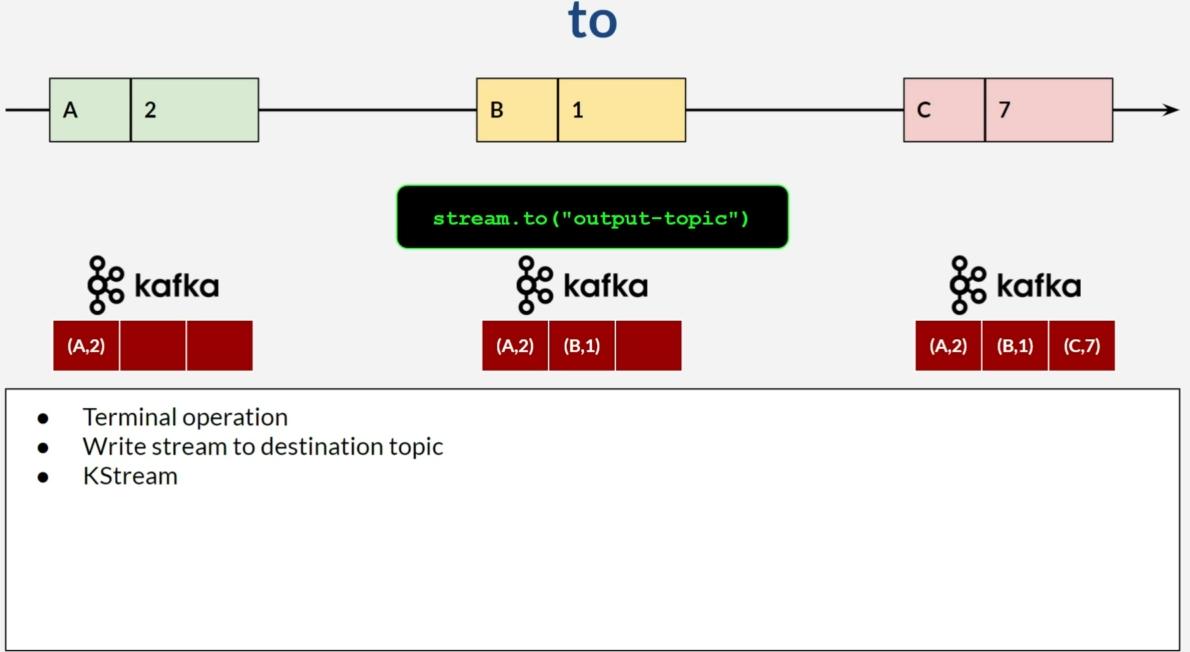 to
A 2 B 1 C 7
stream.to("output-topic")
kafka kafka kafka
(A,2) (A,2) (B,1) (A,2) (B,1) (C,7)
● Terminal operation
● Write stream to destination topic
● KStream